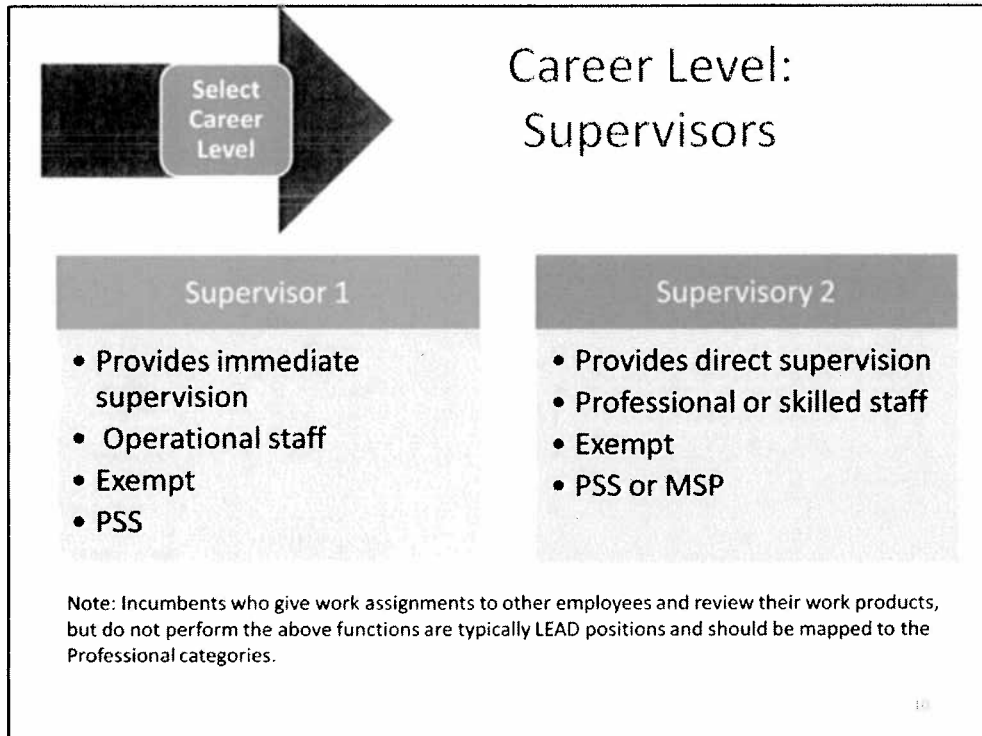 Select
Career
Level
Career Level:
Supervisors
Supervisor 1
• Provides immediate
supervision
• Operational staff
• Exempt
• PSS
Supervisory 2
• Provides direct supervision
• Professional or skilled staff
• Exempt
• PSS or MSP
Note: Incumbents who give work assignments to other employees and review their work products,
but do not perform the above functions are typically LEAD positions and should be mapped to the
Professional categories.